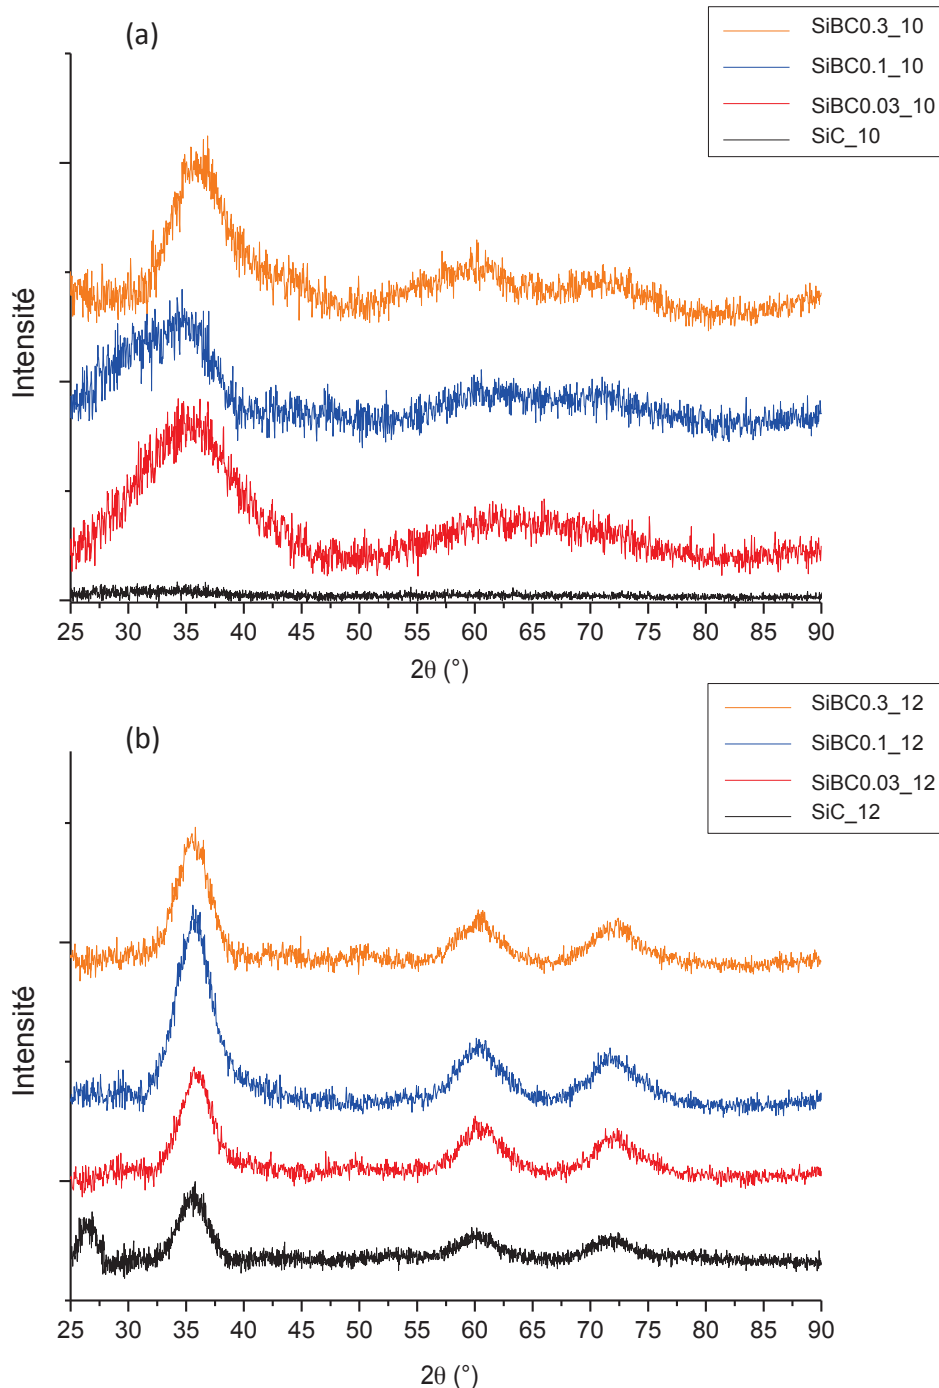 (a)
SiBC0.3_10
SiBC0.1_10
SiBC0.03_10
SiC_10
Intensité
25 30 35 40 45 50 55 60 65 70 75 80 85 90
2θ (°)
(b)
SiBC0.3_12
SiBC0.1_12
SiBC0.03_12
SiC_12
Intensité
25 30 35 40 45 50 55 60 65 70 75 80 85 90
2θ (°)